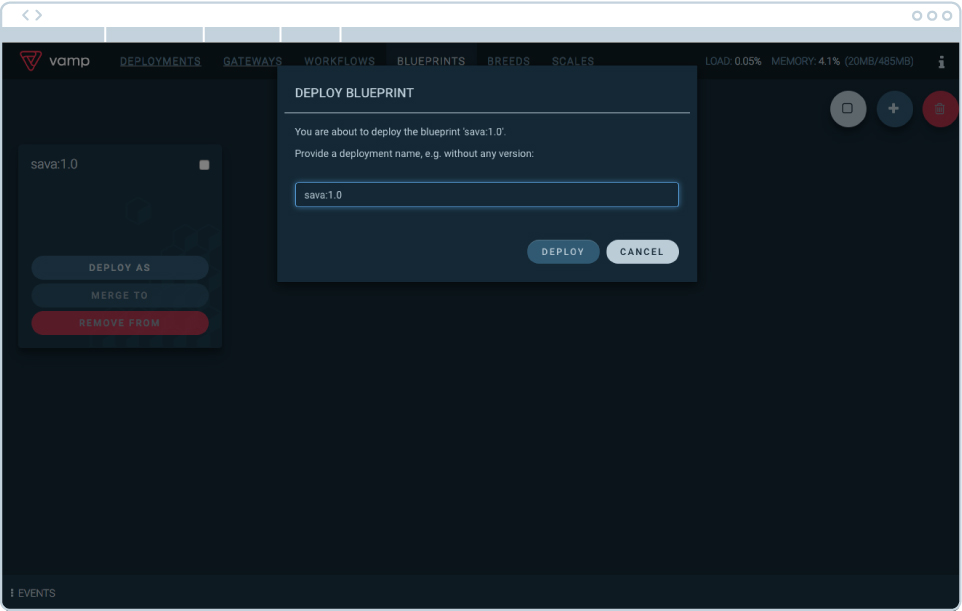 vamp DEPLOYMENTS GATEWAYS WORKFLOWS BLUEPRINTS BREEDS SCALES LOAD: 0.05% MEMORY: 4.1% (20MB/485MB) i
DEPLOY BLUEPRINT
You are about to deploy the blueprint 'sava:1.0'.
Provide a deployment name, e.g. without any version:
sava:1.0
DEPLOY CANCEL
sava:1.0
DEPLOY AS
MERGE TO
REMOVE FROM
EVENTS